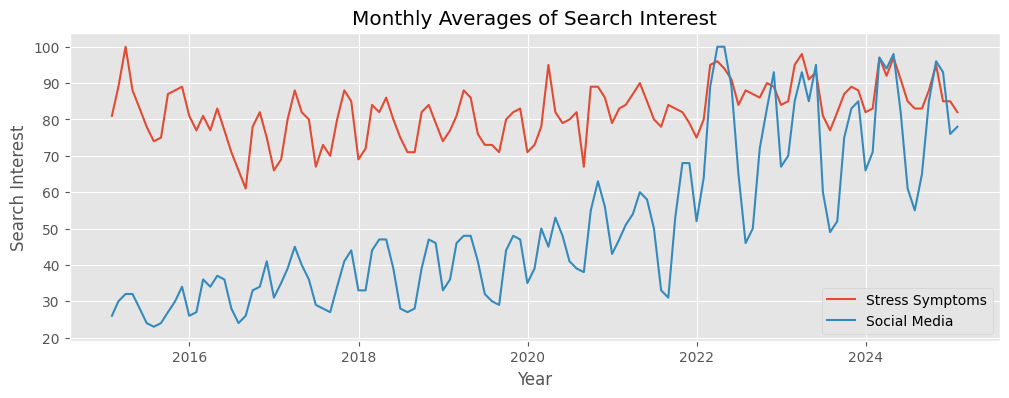 Monthly Averages of Search Interest
100
90
80
70
60
50
40
30
20
Search Interest
2016
2018
2020
2022
2024
Year
Stress Symptoms
Social Media